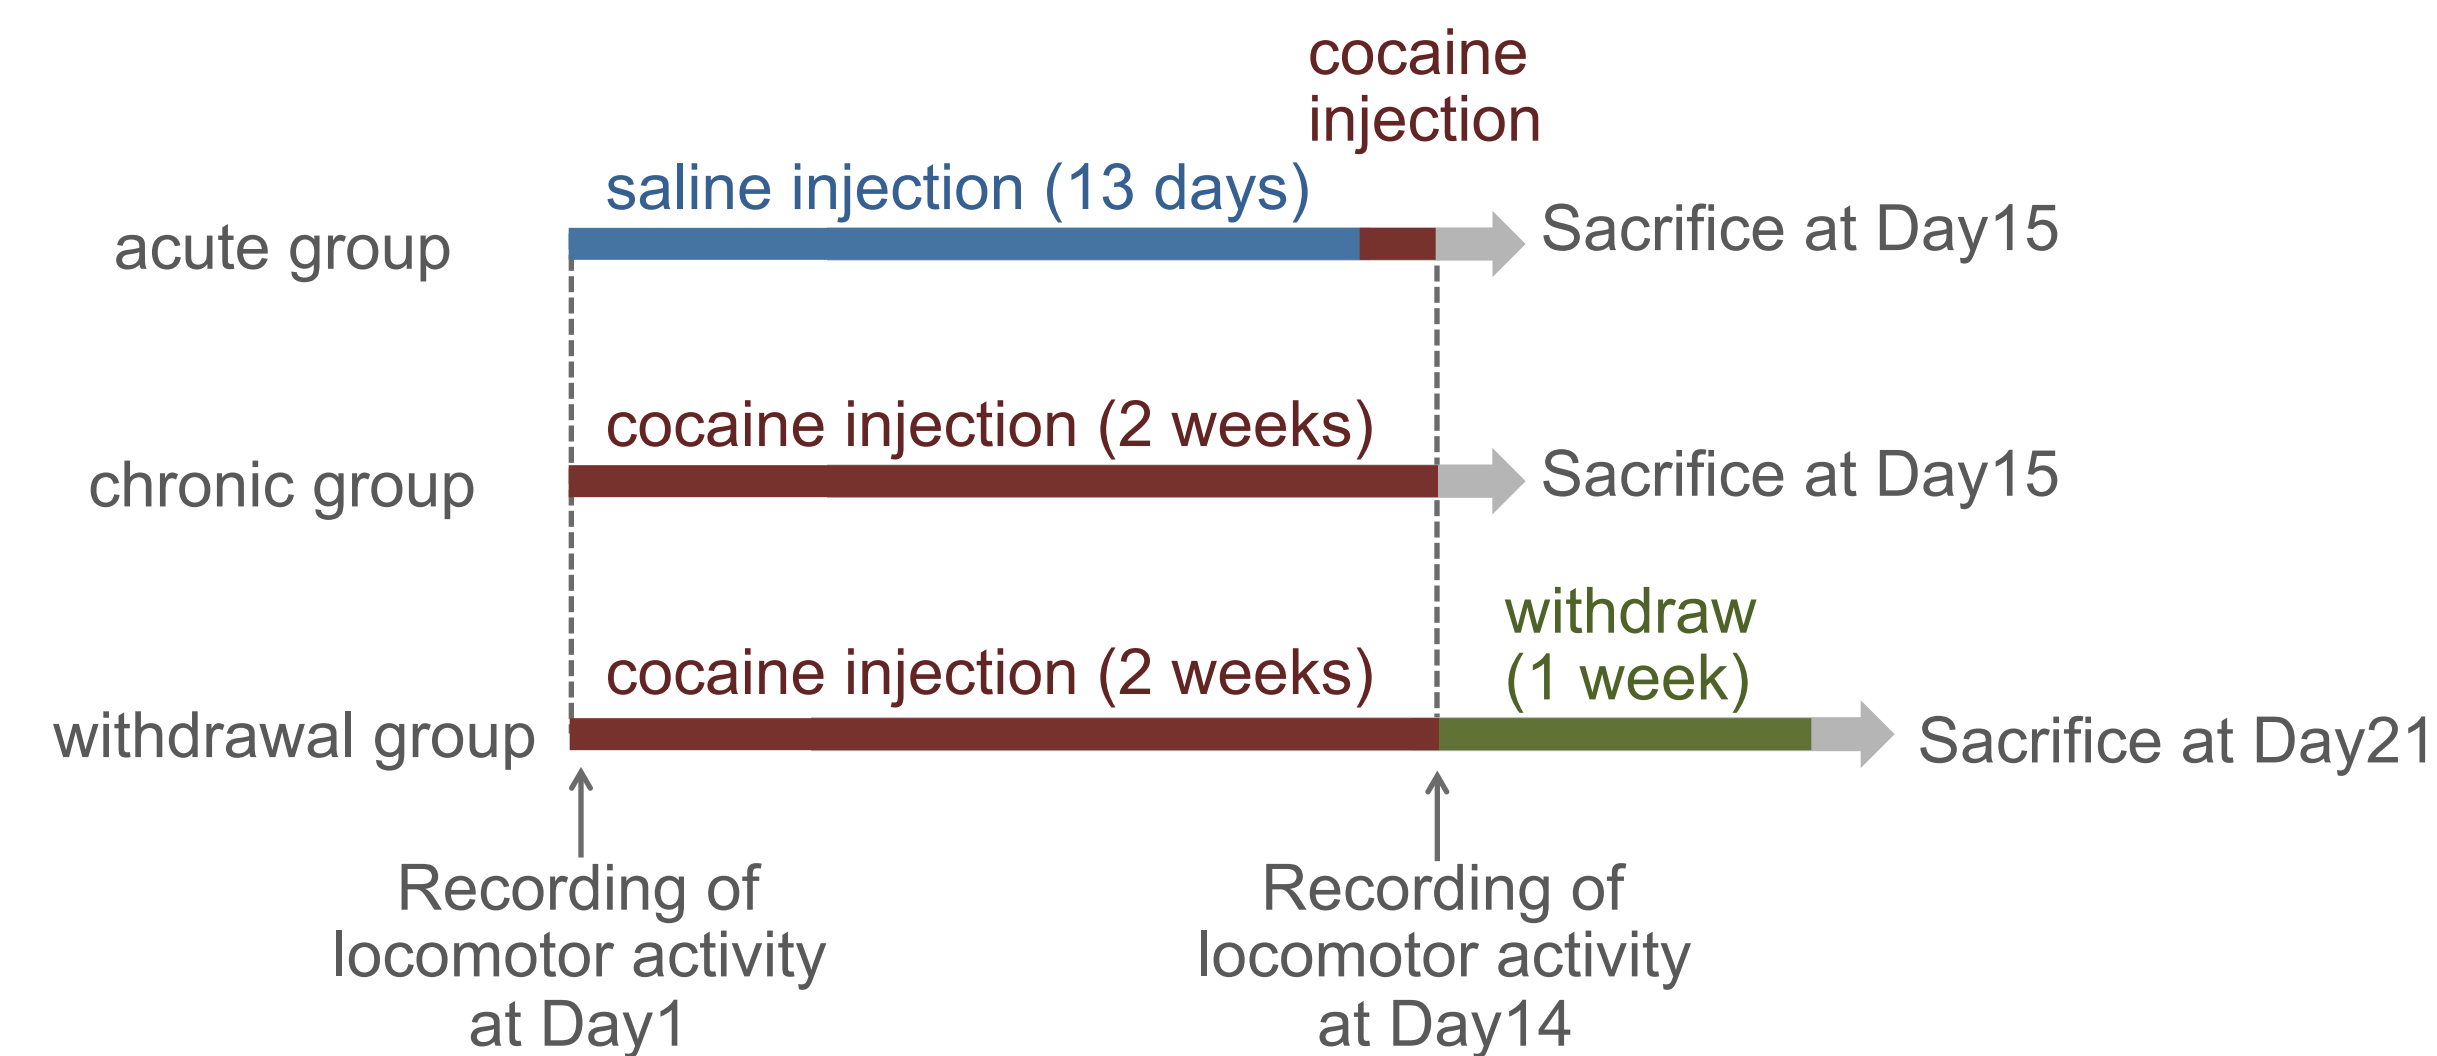 cocaine
injection
saline injection (13 days)
acute group
Sacrifice at Day15
cocaine injection (2 weeks)
chronic group
Sacrifice at Day15
withdraw
(1 week)
cocaine injection (2 weeks)
withdrawal group
Sacrifice at Day21
Recording of
locomotor activity
at Day1
Recording of
locomotor activity
at Day14